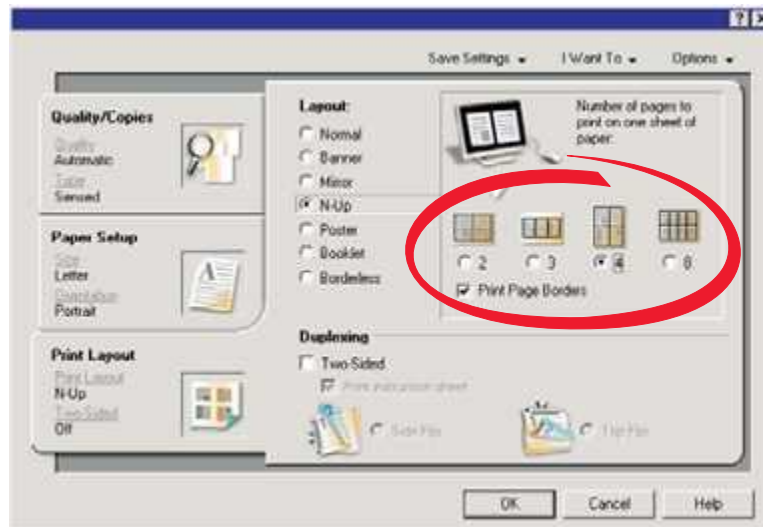 Save Settings
I Want To
Options
Quality/Copies
Quality
Automatic
Type
Sensed
Paper Setup
Size
Letter
Orientation
Portrait
Print Layout
Print Layout
N-Up
Two-Sided
Off
Layout:
Normal
Banner
Mirror
N-Up
Poster
Booklet
Borderless
Number of pages to
print on one sheet of
paper:
2
3
4
8
Print Page Borders
Duplexing
Two-Sided
Print instruction sheet
Side Flip
Top Flip
OK
Cancel
Help